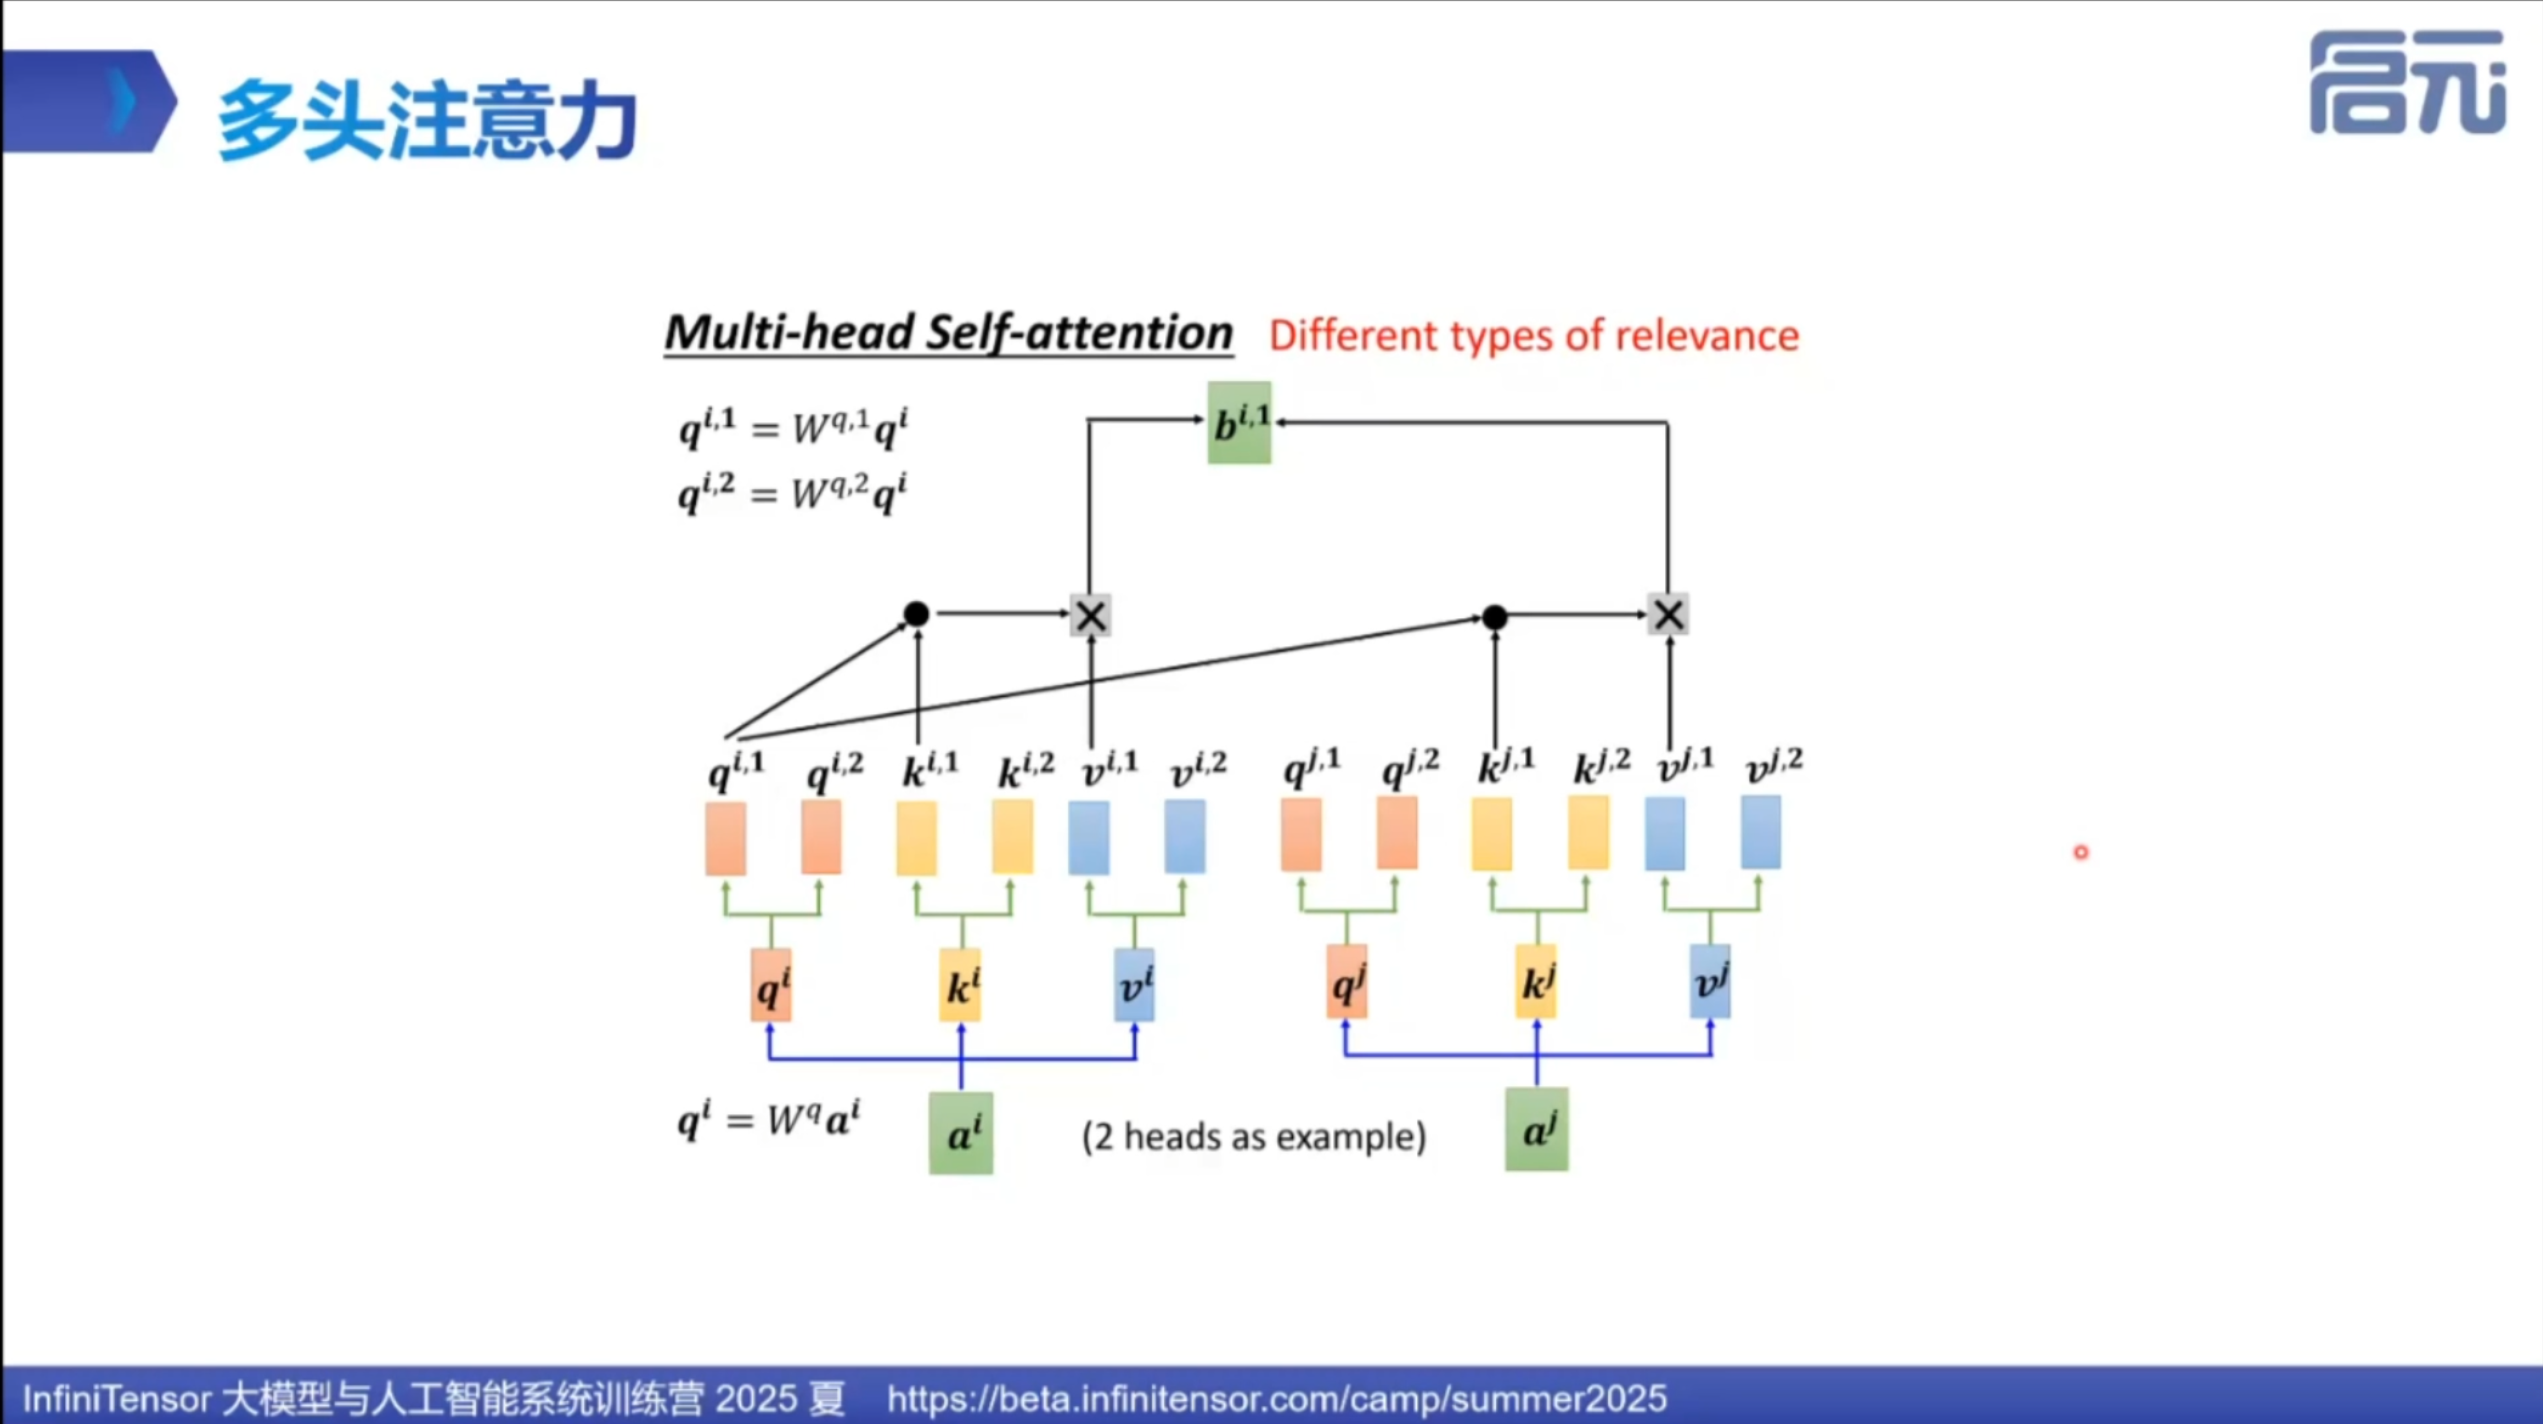 多头注意力
启元
Multi-head Self-attention Different types of relevance
q^{i,1} = W^{q,1} q^i
q^{i,2} = W^{q,2} q^i
b^{i,1}
q^{i,1} q^{i,2} k^{i,1} k^{i,2} v^{i,1} v^{i,2} q^{j,1} q^{j,2} k^{j,1} k^{j,2} v^{j,1} v^{j,2}
q^i k^i v^i q^j k^j v^j
q^i = W^q a^i
a^i (2 heads as example) a^j
InfiniTensor 大模型与人工智能系统训练营 2025 夏 https://beta.infinitensor.com/camp/summer2025